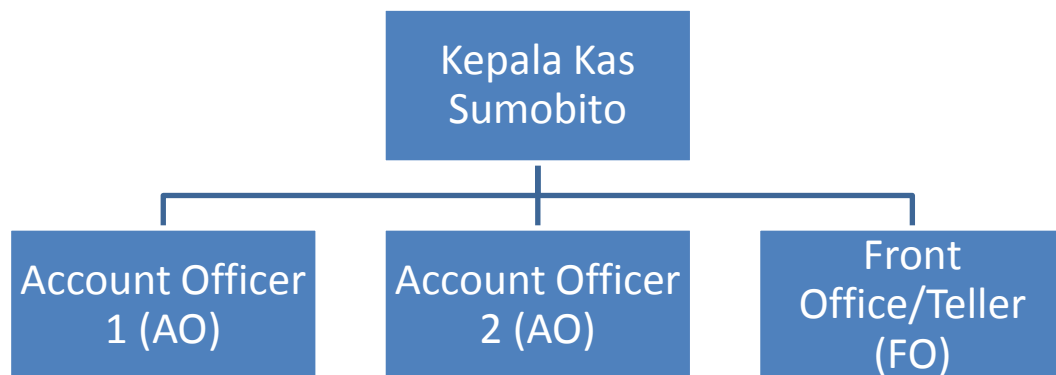 Kepala Kas
Sumobito
Account Officer
1 (AO)
Account Officer
2 (AO)
Front
Office/Teller
(FO)